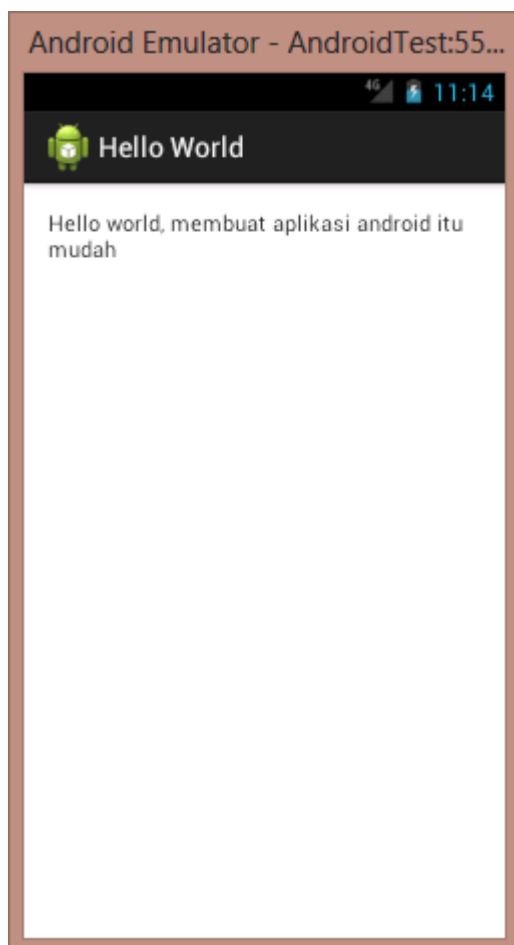 Android Emulator - AndroidTest:55...
4G 11:14
Hello World
Hello world, membuat aplikasi android itu
mudah